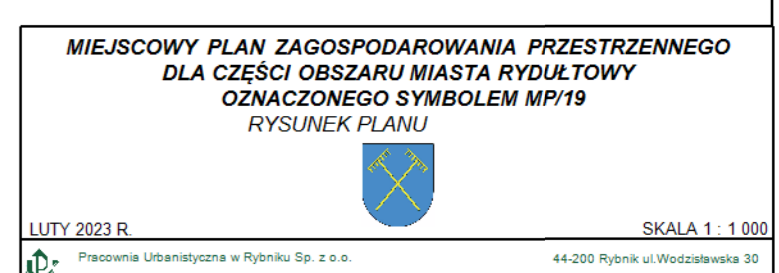 MIEJSCOWY PLAN ZAGOSPODAROWANIA PRZESTRZENNEGO
DLA CZĘŚCI OBSZARU MIASTA RYDUŁTOWY
OZNACZONEGO SYMBOLEM MP/19
RYSUNEK PLANU
LUTY 2023 R. SKALA 1 : 1 000
Pracownia Urbanistyczna w Rybniku Sp. z o.o. 44-200 Rybnik ul.Wodzisławska 30